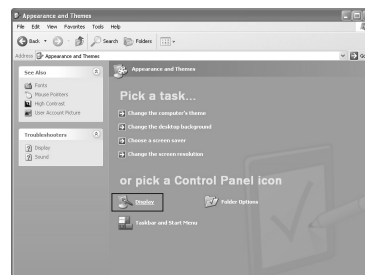 Appearance and Themes
File Edit View Favorites Tools Help
Back Search Folders
Address Appearance and Themes Go
See Also
Fonts
Mouse Pointers
High Contrast
User Account Picture
Troubleshooters
Display
Sound
Appearance and Themes
Pick a task...
Change the computer's theme
Change the desktop background
Choose a screen saver
Change the screen resolution
or pick a Control Panel icon
Display Folder Options
Taskbar and Start Menu